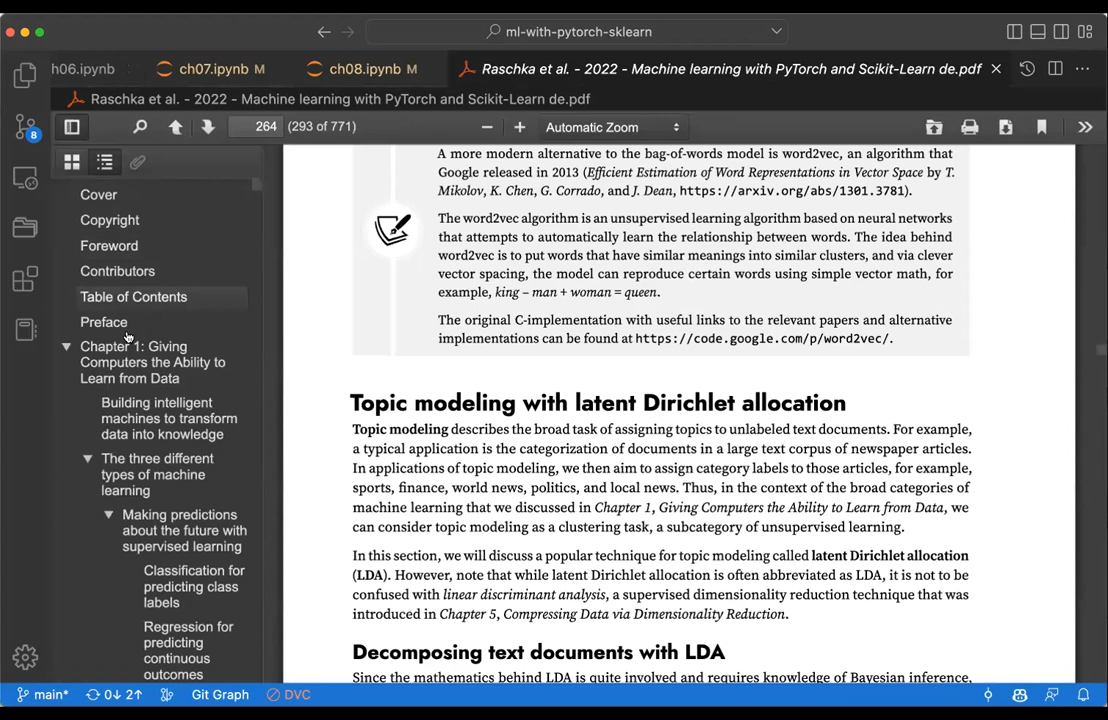 ml-with-pytorch-sklearn
ch06.ipynb
ch07.ipynb M
ch08.ipynb M
Raschka et al. - 2022 - Machine learning with PyTorch and Scikit-Learn de.pdf
Raschka et al. - 2022 - Machine learning with PyTorch and Scikit-Learn de.pdf
264 (293 of 771)
Automatic Zoom
8
Cover
Copyright
Foreword
Contributors
Table of Contents
Preface
Chapter 1: Giving
Computers the Ability to
Learn from Data
Building intelligent
machines to transform
data into knowledge
The three different
types of machine
learning
Making predictions
about the future with
supervised learning
Classification for
predicting class
labels
Regression for
predicting
continuous
outcomes
A more modern alternative to the bag-of-words model is word2vec, an algorithm that
Google released in 2013 (Efficient Estimation of Word Representations in Vector Space by T.
Mikolov, K. Chen, G. Corrado, and J. Dean, https://arxiv.org/abs/1301.3781).
The word2vec algorithm is an unsupervised learning algorithm based on neural networks
that attempts to automatically learn the relationship between words. The idea behind
word2vec is to put words that have similar meanings into similar clusters, and via clever
vector spacing, the model can reproduce certain words using simple vector math, for
example, king – man + woman = queen.
The original C-implementation with useful links to the relevant papers and alternative
implementations can be found at https://code.google.com/p/word2vec/.
Topic modeling with latent Dirichlet allocation
Topic modeling describes the broad task of assigning topics to unlabeled text documents. For example,
a typical application is the categorization of documents in a large text corpus of newspaper articles.
In applications of topic modeling, we then aim to assign category labels to those articles, for example,
sports, finance, world news, politics, and local news. Thus, in the context of the broad categories of
machine learning that we discussed in Chapter 1, Giving Computers the Ability to Learn from Data, we
can consider topic modeling as a clustering task, a subcategory of unsupervised learning.
In this section, we will discuss a popular technique for topic modeling called latent Dirichlet allocation
(LDA). However, note that while latent Dirichlet allocation is often abbreviated as LDA, it is not to be
confused with linear discriminant analysis, a supervised dimensionality reduction technique that was
introduced in Chapter 5, Compressing Data via Dimensionality Reduction.
Decomposing text documents with LDA
Since the mathematics behind LDA is quite involved and requires knowledge of Bayesian inference,
main* 0↓ 2↑ Git Graph DVC